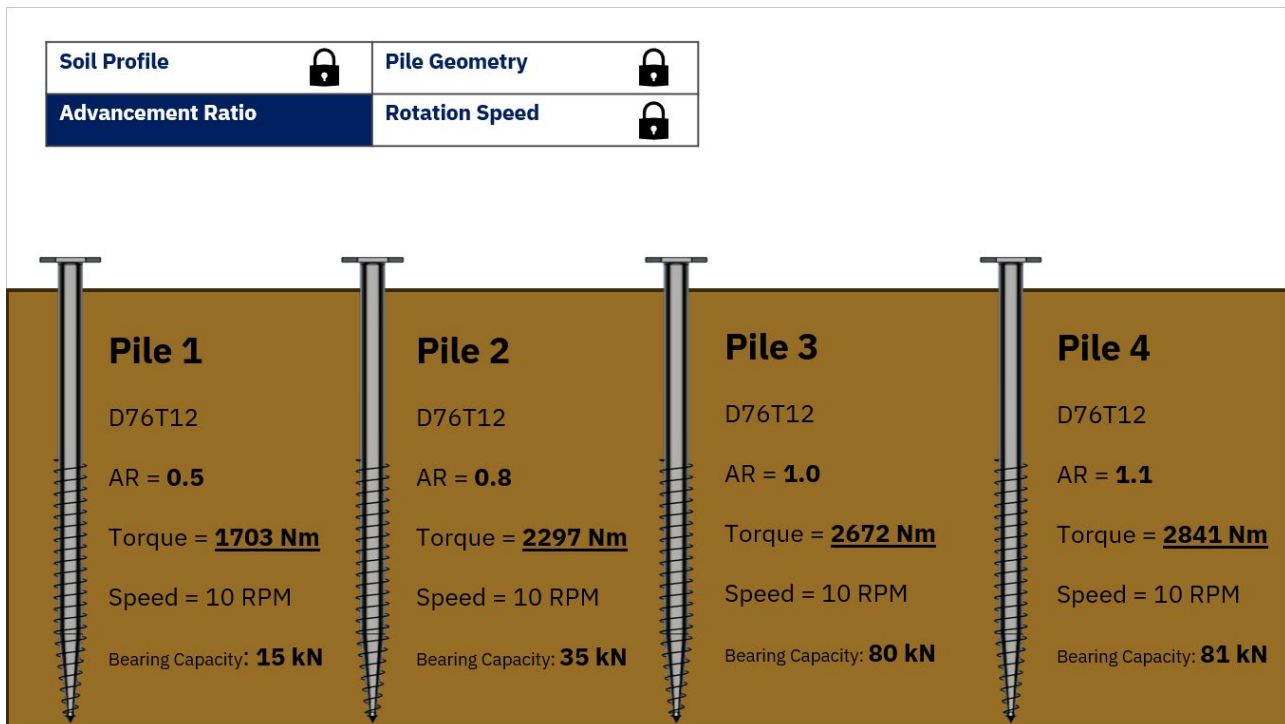 Soil Profile
Pile Geometry
Advancement Ratio
Rotation Speed
Pile 1
D76T12
AR = 0.5
Torque = 1703 Nm
Speed = 10 RPM
Bearing Capacity: 15 kN
Pile 2
D76T12
AR = 0.8
Torque = 2297 Nm
Speed = 10 RPM
Bearing Capacity: 35 kN
Pile 3
D76T12
AR = 1.0
Torque = 2672 Nm
Speed = 10 RPM
Bearing Capacity: 80 kN
Pile 4
D76T12
AR = 1.1
Torque = 2841 Nm
Speed = 10 RPM
Bearing Capacity: 81 kN